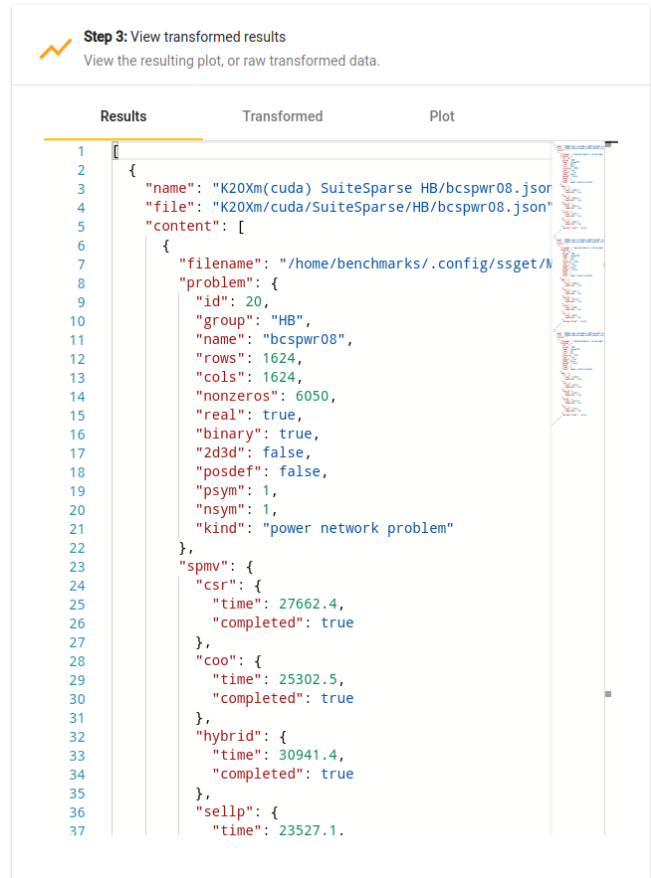 Step 3: View transformed results
View the resulting plot, or raw transformed data.
Results Transformed Plot
1 [
2 {
3 "name": "K20Xm(cuda) SuiteSparse HB/bcspwr08.json
4 "file": "K20Xm/cuda/SuiteSparse/HB/bcspwr08.json"
5 "content": [
6 {
7 "filename": "/home/benchmarks/.config/ssget/M
8 "problem": {
9 "id": 20,
10 "group": "HB",
11 "name": "bcspwr08",
12 "rows": 1624,
13 "cols": 1624,
14 "nonzeros": 6050,
15 "real": true,
16 "binary": true,
17 "2d3d": false,
18 "posdef": false,
19 "psym": 1,
20 "nsym": 1,
21 "kind": "power network problem"
22 },
23 "spmv": {
24 "csr": {
25 "time": 27662.4,
26 "completed": true
27 },
28 "coo": {
29 "time": 25302.5,
30 "completed": true
31 },
32 "hybrid": {
33 "time": 30941.4,
34 "completed": true
35 },
36 "sellp": {
37 "time": 23527.1,